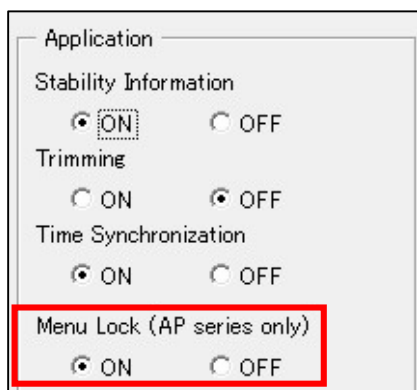 Application
Stability Information
ON OFF
Trimming
ON OFF
Time Synchronization
ON OFF
Menu Lock (AP series only)
ON OFF